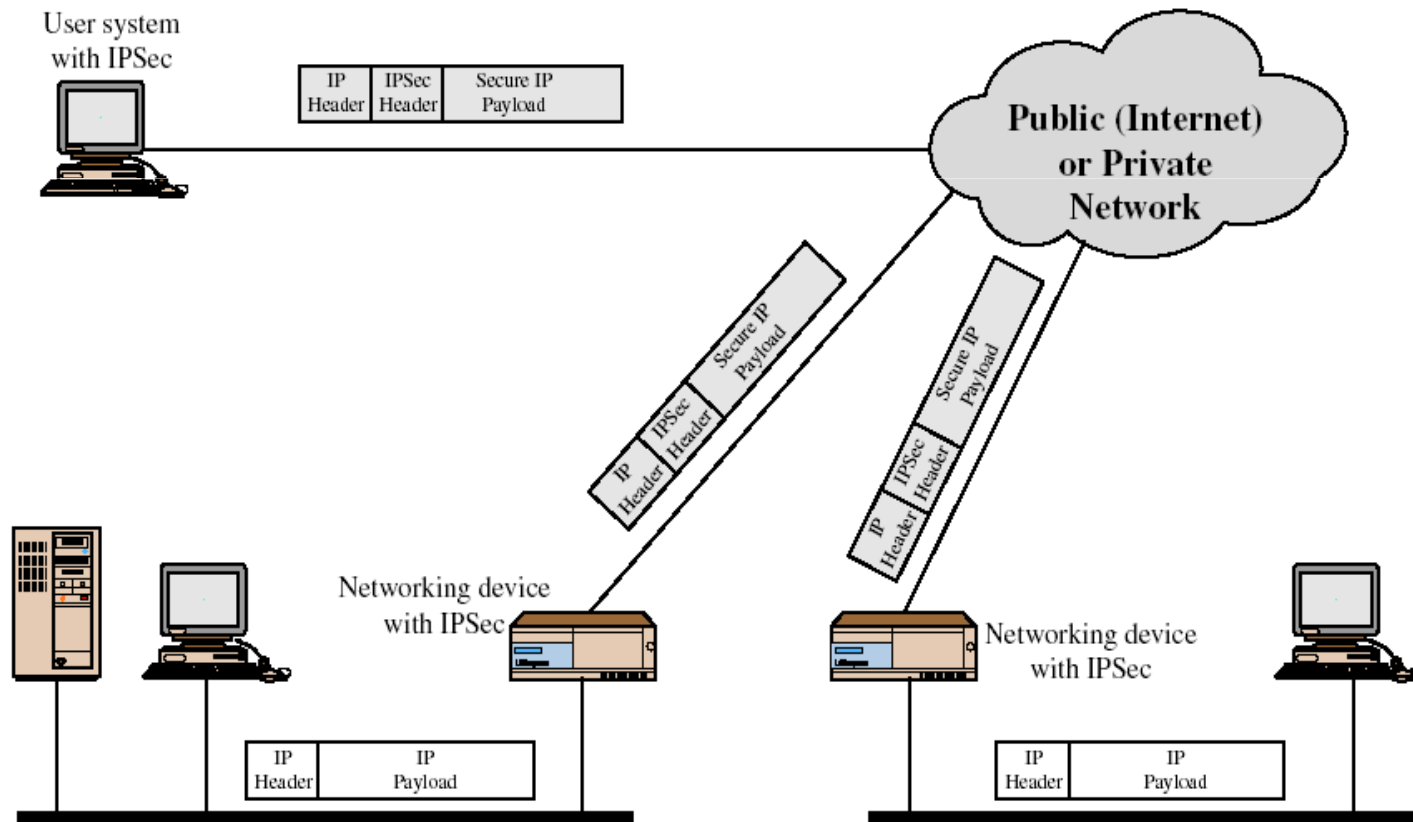 User system
with IPSec
IP
Header
IPSec
Header
Secure IP
Payload
Public (Internet)
or Private
Network
Secure IP
Payload
IPSec
Header
IP
Header
Secure IP
Payload
IPSec
Header
IP
Header
Networking device
with IPSec
Networking device
with IPSec
IP
Header
IP
Payload
IP
Header
IP
Payload